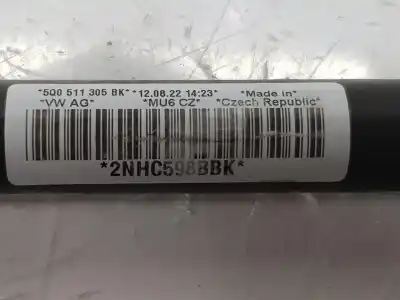 *5Q0 511 305 BK* *12.08.22 14:23* *Made in*
*VW AG* *MU6 CZ* *Czech Republic*
*2NHC598BBK*